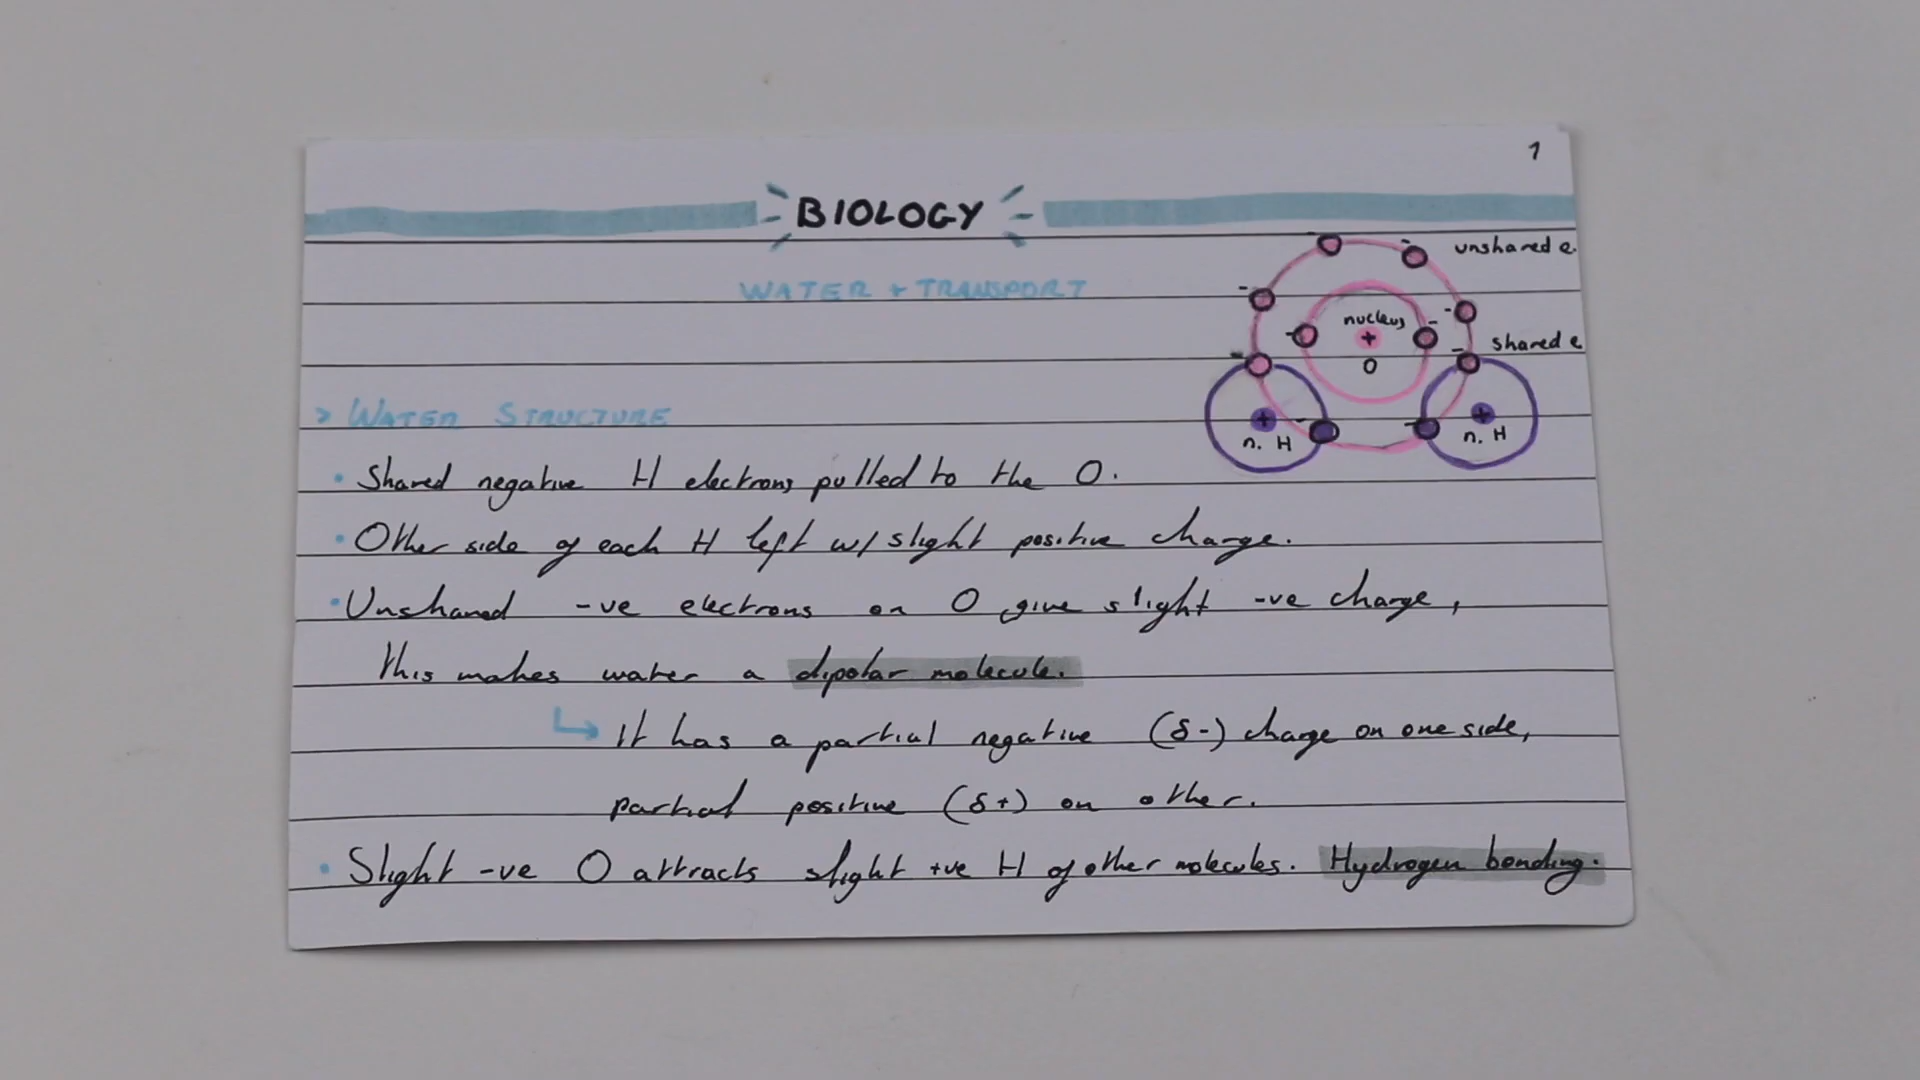 1
BIOLOGY
WATER + TRANSPORT
unshared e.
nucleus
+
O
shared e
+
n. H
+
n. H
> WATER STRUCTURE
• Shared negative H electrons pulled to the O.
• Other side of each H left w/ slight positive charge.
• Unshared -ve electrons on O give slight -ve charge,
this makes water a dipolar molecule.
↳ It has a partial negative (δ-) charge on one side,
partial positive (δ+) on other.
• Slight -ve O attracts slight +ve H of other molecules. Hydrogen bonding.